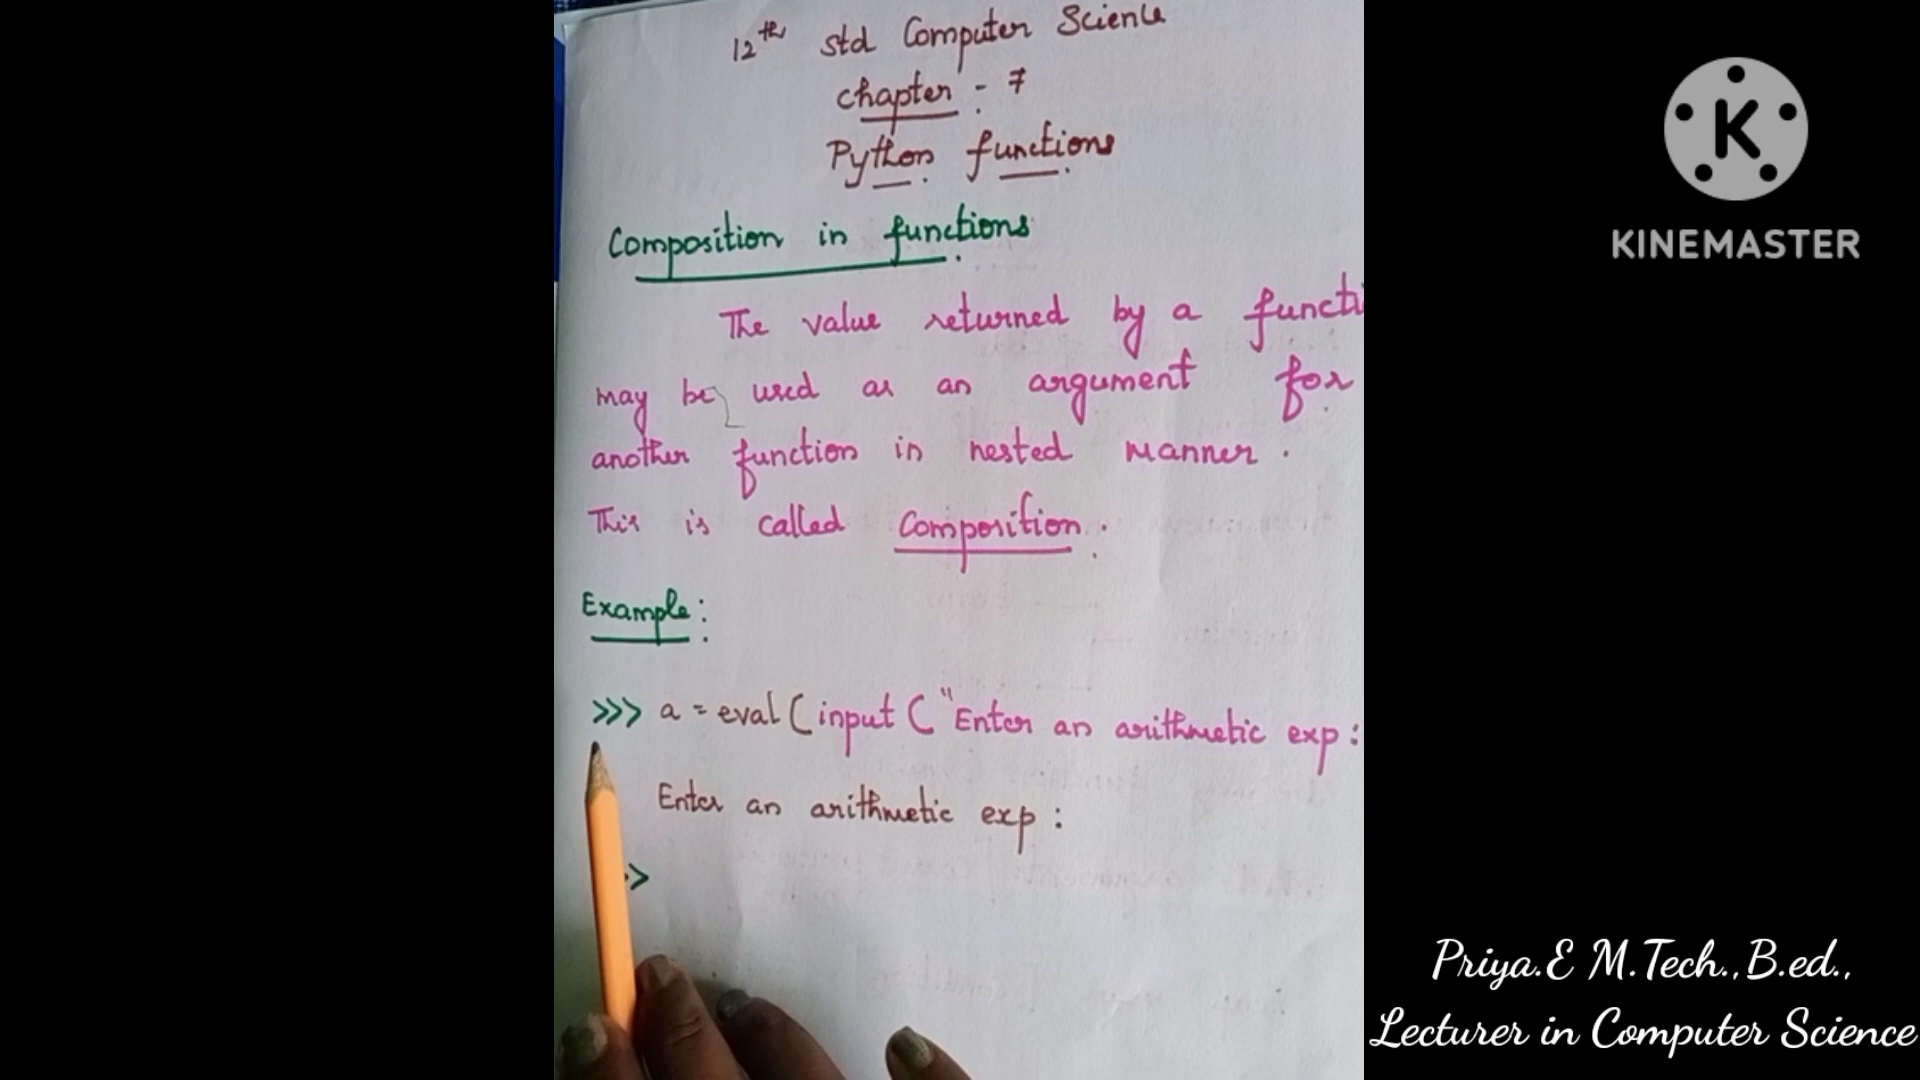 12th std Computer Science
chapter :- 7
Python functions
Composition in functions
The value returned by a functi
may be used as an argument for
another function in nested manner.
This is called Composition.
Example:
>>> a = eval (input ("Enter an arithmetic exp:
Enter an arithmetic exp:
>
K
KINEMASTER
Priya.E M.Tech.,B.ed.,
Lecturer in Computer Science